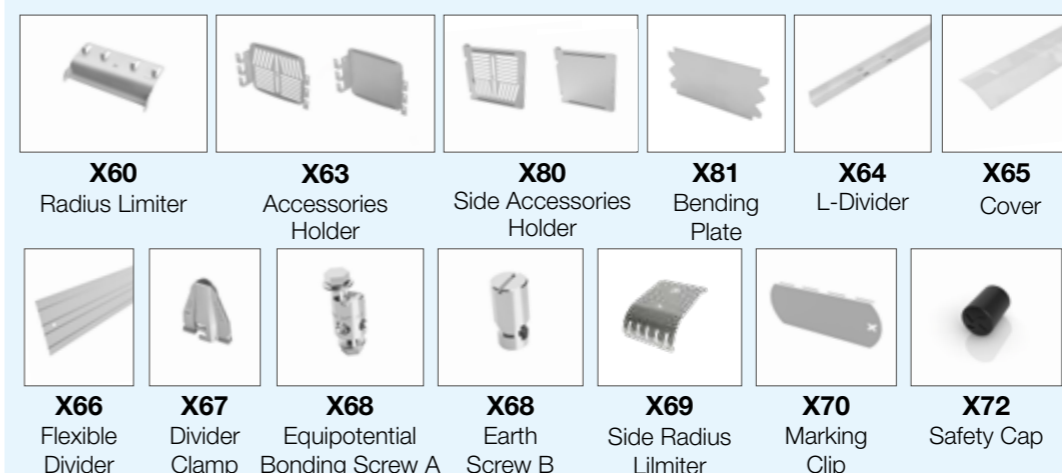 X60 X63 X80 X81 X64 X65
Radius Limiter Accessories Side Accessories Bending L-Divider Cover
Holder Holder Plate
X66 X67 X68 X68 X69 X70 X72
Flexible Divider Equipotential Earth Side Radius Marking Safety Cap
Divider Clamp Bonding Screw A Screw B Lilmiter Clip